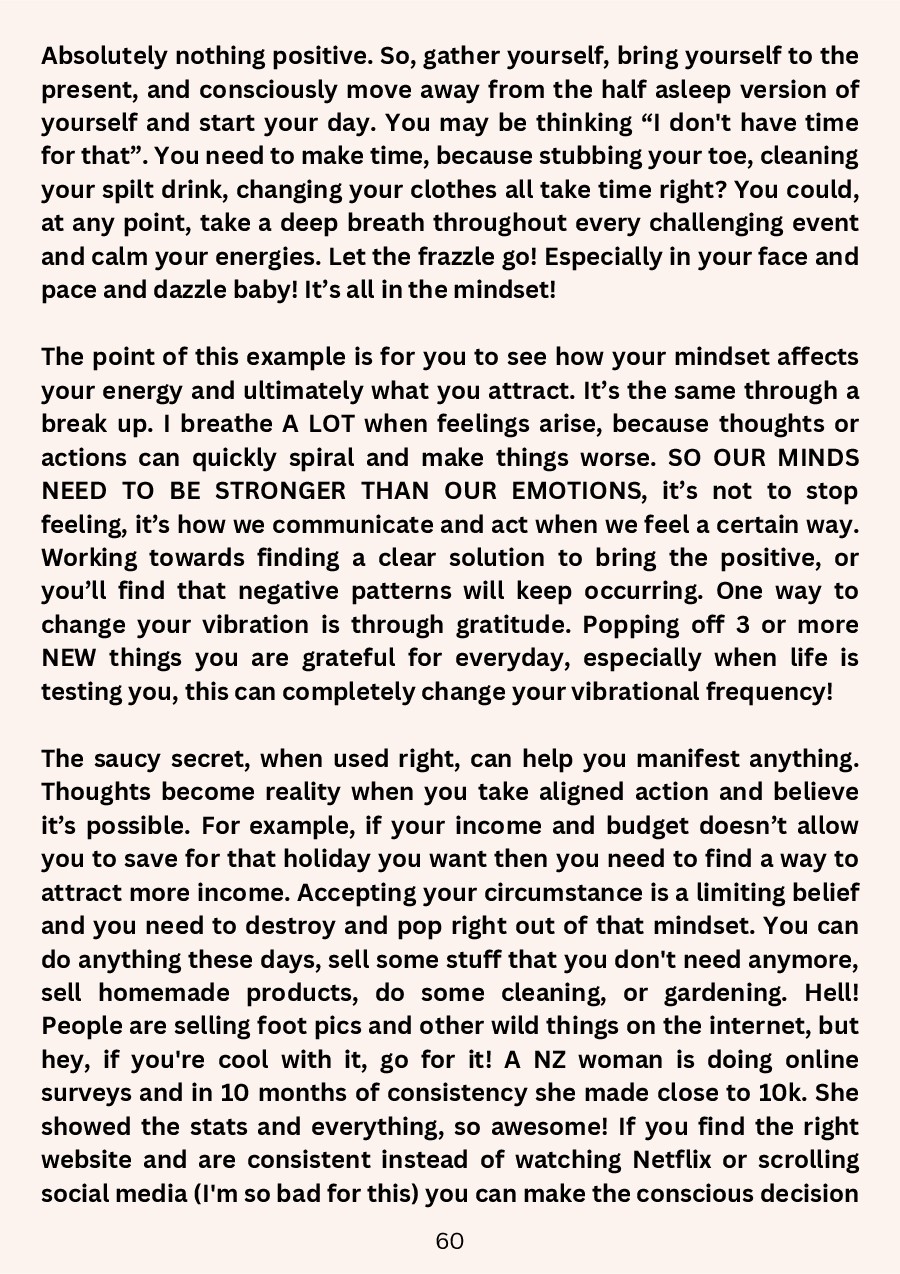 Absolutely nothing positive. So, gather yourself, bring yourself to the
present, and consciously move away from the half asleep version of
yourself and start your day. You may be thinking “I don't have time
for that”. You need to make time, because stubbing your toe, cleaning
your spilt drink, changing your clothes all take time right? You could,
at any point, take a deep breath throughout every challenging event
and calm your energies. Let the frazzle go! Especially in your face and
pace and dazzle baby! It’s all in the mindset!

The point of this example is for you to see how your mindset affects
your energy and ultimately what you attract. It’s the same through a
break up. I breathe A LOT when feelings arise, because thoughts or
actions can quickly spiral and make things worse. SO OUR MINDS
NEED TO BE STRONGER THAN OUR EMOTIONS, it’s not to stop
feeling, it’s how we communicate and act when we feel a certain way.
Working towards finding a clear solution to bring the positive, or
you’ll find that negative patterns will keep occurring. One way to
change your vibration is through gratitude. Popping off 3 or more
NEW things you are grateful for everyday, especially when life is
testing you, this can completely change your vibrational frequency!

The saucy secret, when used right, can help you manifest anything.
Thoughts become reality when you take aligned action and believe
it’s possible. For example, if your income and budget doesn’t allow
you to save for that holiday you want then you need to find a way to
attract more income. Accepting your circumstance is a limiting belief
and you need to destroy and pop right out of that mindset. You can
do anything these days, sell some stuff that you don't need anymore,
sell homemade products, do some cleaning, or gardening. Hell!
People are selling foot pics and other wild things on the internet, but
hey, if you're cool with it, go for it! A NZ woman is doing online
surveys and in 10 months of consistency she made close to 10k. She
showed the stats and everything, so awesome! If you find the right
website and are consistent instead of watching Netflix or scrolling
social media (I'm so bad for this) you can make the conscious decision
60